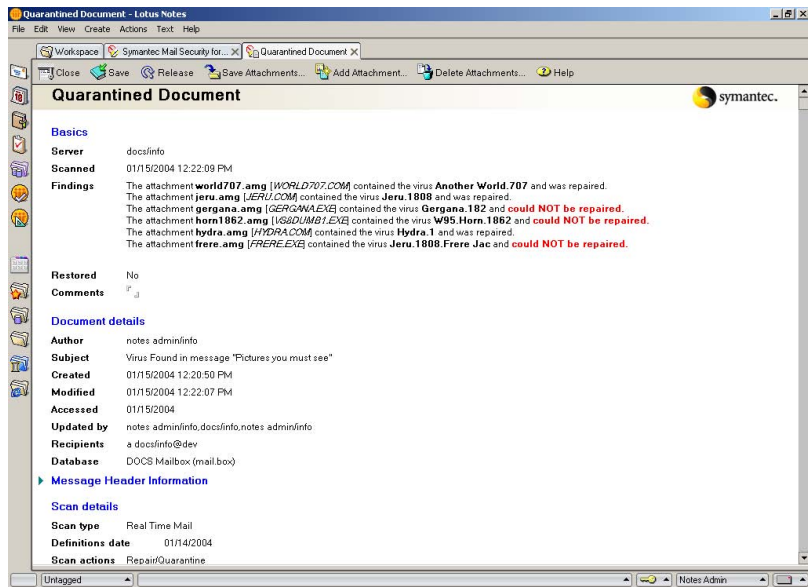 Quarantined Document - Lotus Notes
File Edit View Create Actions Text Help
Workspace Symantec Mail Security for... Quarantined Document
Close Save Release Save Attachments... Add Attachment... Delete Attachments... Help
Quarantined Document
symantec.
Basics
Server docs/info
Scanned 01/15/2004 12:22:09 PM
Findings The attachment world707.amg [WORLD707.COM] contained the virus Another World.707 and was repaired.
The attachment jeru.amg [JERU.COM] contained the virus Jeru.1808 and was repaired.
The attachment gergana.amg [GERGANA.EXE] contained the virus Gergana.182 and could NOT be repaired.
The attachment horn1862.amg [VS&DUMB1.EXE] contained the virus W95.Horn.1862 and could NOT be repaired.
The attachment hydra.amg [HYDRA.COM] contained the virus Hydra.1 and was repaired.
The attachment frere.amg [FRERE.EXE] contained the virus Jeru.1808.Frere Jac and could NOT be repaired.
Restored No
Comments
Document details
Author notes admin/info
Subject Virus Found in message "Pictures you must see"
Created 01/15/2004 12:20:50 PM
Modified 01/15/2004 12:22:07 PM
Accessed 01/15/2004
Updated by notes admin/info,docs/info,notes admin/info
Recipients a docs/info@dev
Database DOCS Mailbox (mail.box)
Message Header Information
Scan details
Scan type Real Time Mail
Definitions date 01/14/2004
Scan actions Repair/Quarantine
Untagged Notes Admin